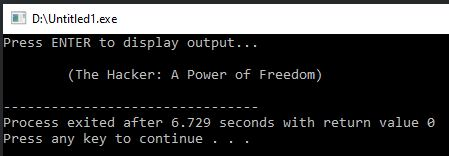 D:\Untitled1.exe
Press ENTER to display output...
(The Hacker: A Power of Freedom)
--------------------------------
Process exited after 6.729 seconds with return value 0
Press any key to continue . . .